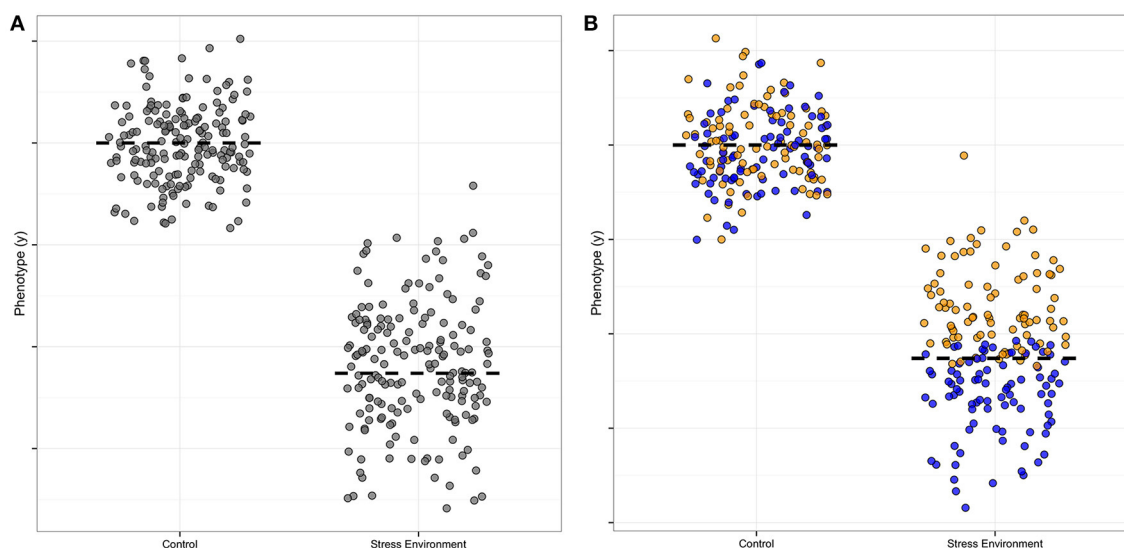 A
Phenotype (y)
Control
Stress Environment
B
Phenotype (y)
Control
Stress Environment